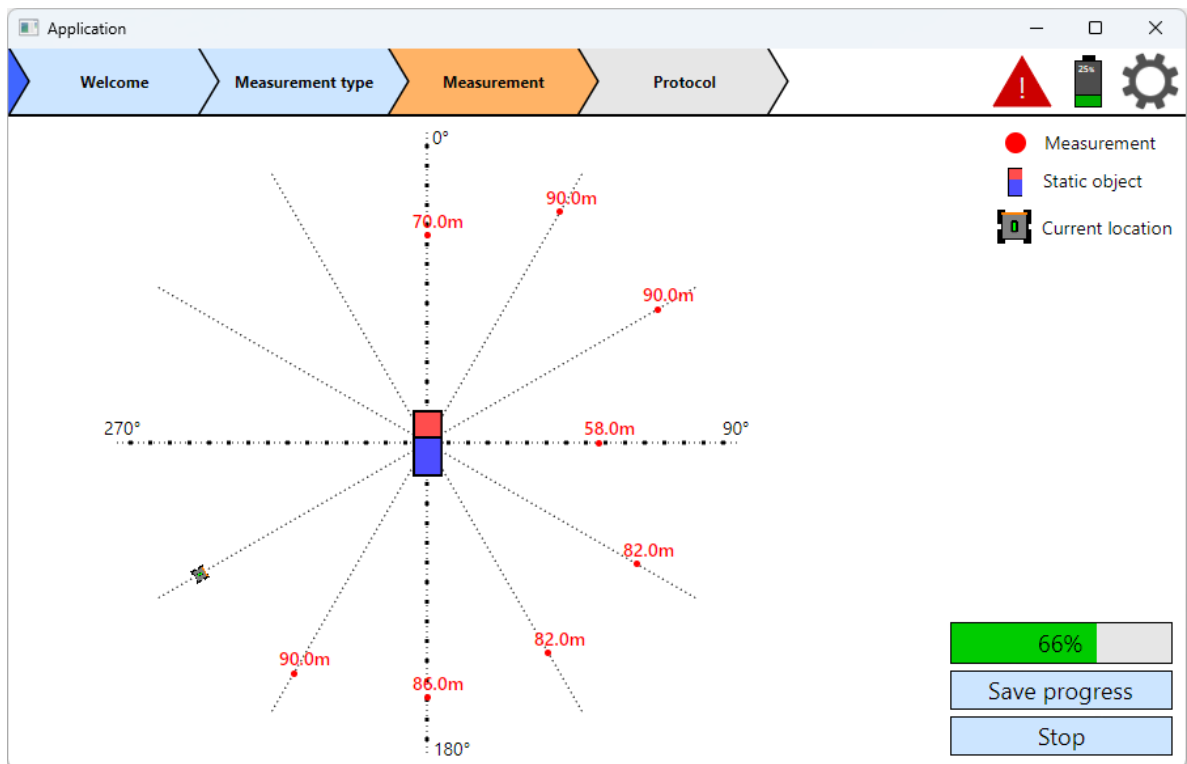 Application
Welcome
Measurement type
Measurement
Protocol
!
25%
0°
Measurement
Static object
0
Current location
90.0m
70.0m
90.0m
270°
58.0m
90°
82.0m
82.0m
90.0m
86.0m
180°
66%
Save progress
Stop